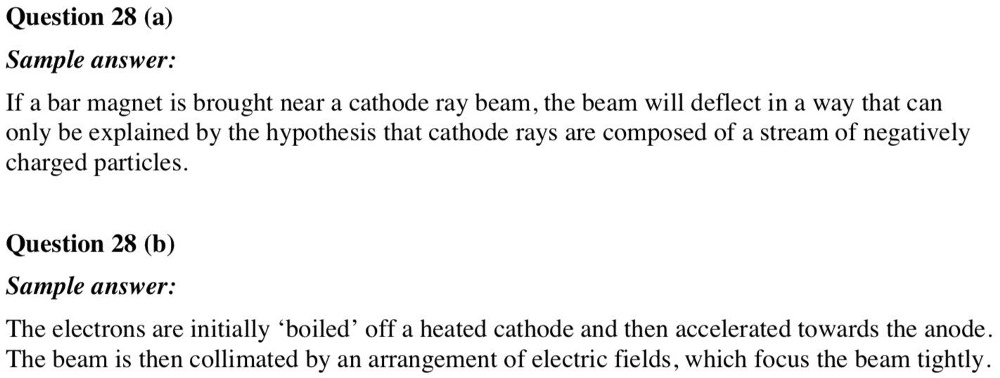 Question 28 (a)
Sample answer:
If a bar magnet is brought near a cathode ray beam, the beam will deflect in a way that can
only be explained by the hypothesis that cathode rays are composed of a stream of negatively
charged particles.
Question 28 (b)
Sample answer:
The electrons are initially ‘boiled’ off a heated cathode and then accelerated towards the anode.
The beam is then collimated by an arrangement of electric fields, which focus the beam tightly.